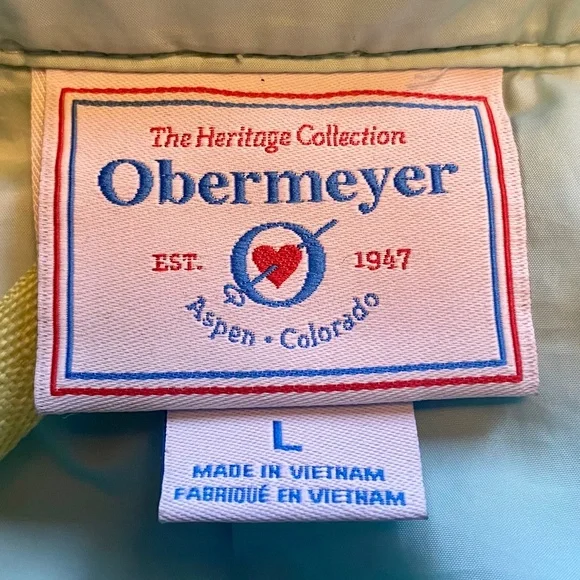 The Heritage Collection
Obermeyer
EST. 1947
Aspen • Colorado
L
MADE IN VIETNAM
FABRIQUÉ EN VIETNAM